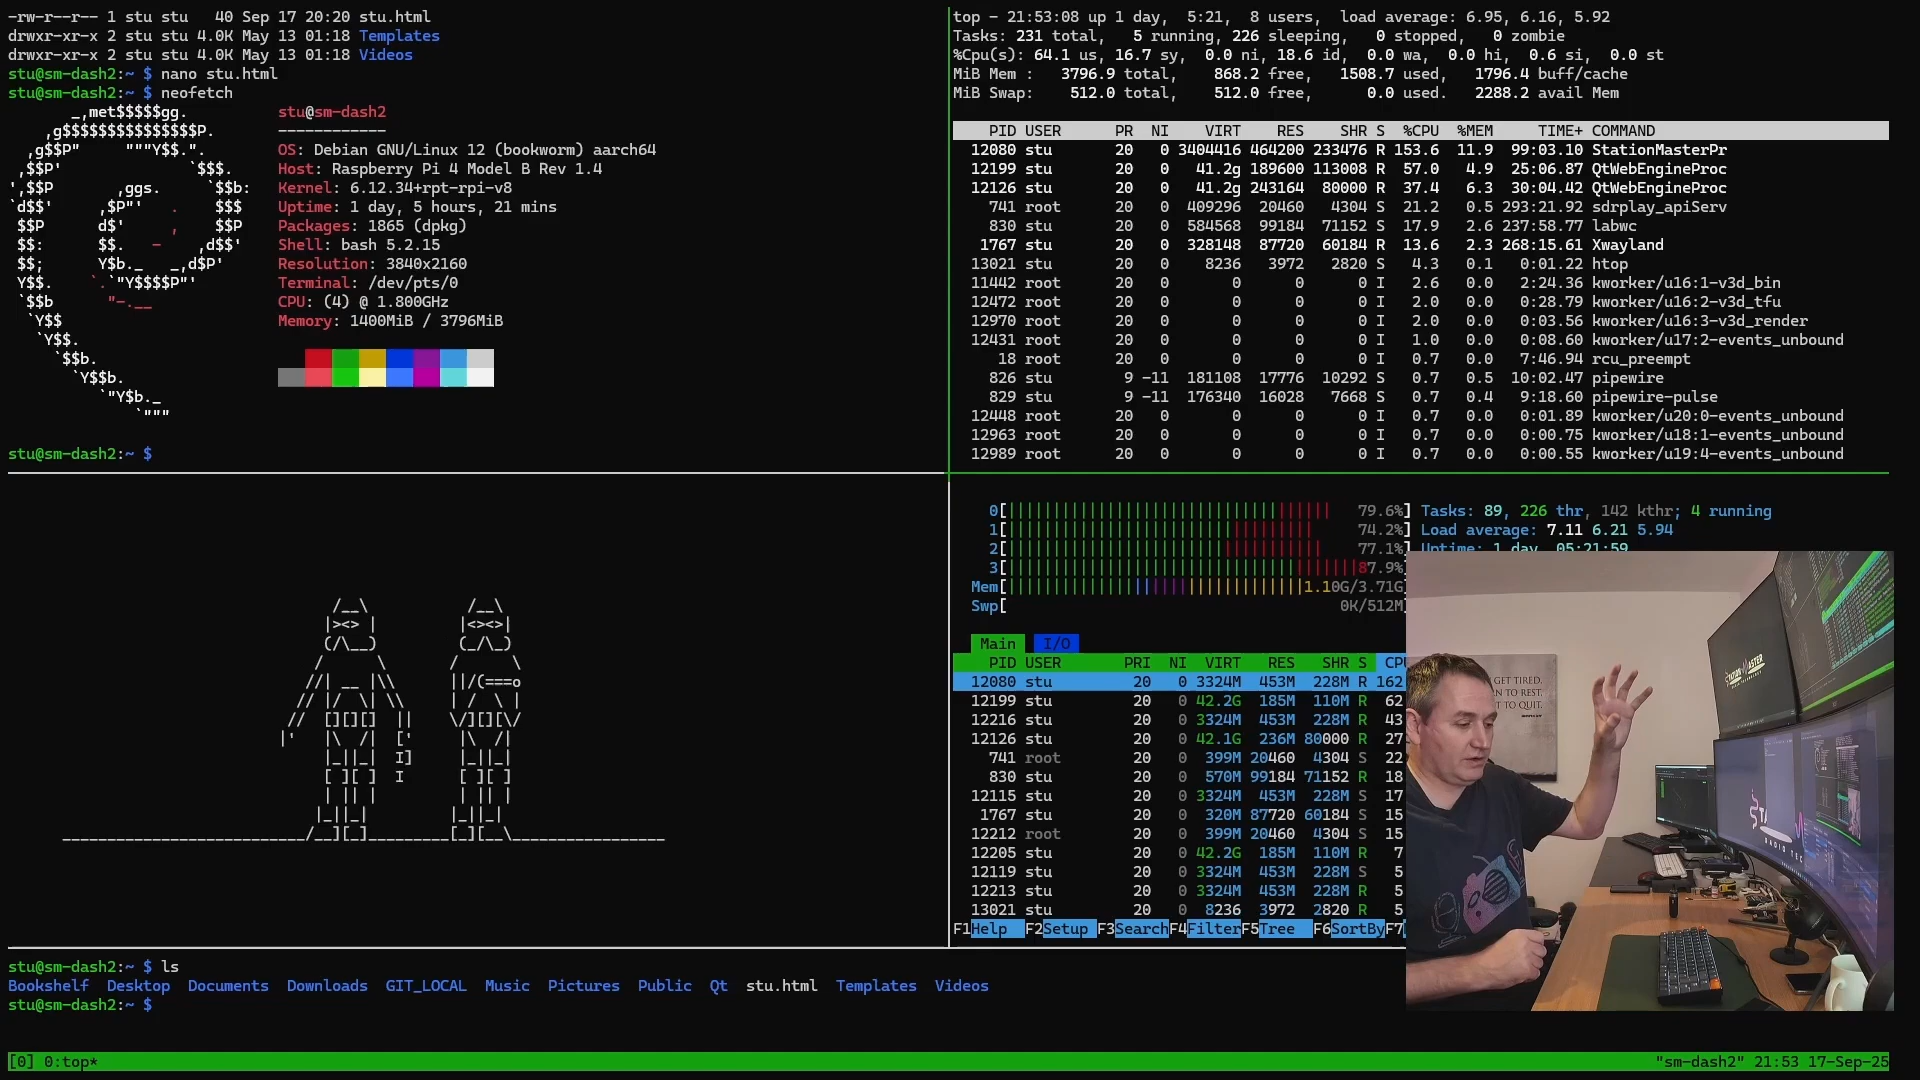 -rw-r--r-- 1 stu stu   40 Sep 17 20:20 stu.html
drwxr-xr-x 2 stu stu 4.0K May 13 01:18 Templates
drwxr-xr-x 2 stu stu 4.0K May 13 01:18 Videos
stu@sm-dash2:~ $ nano stu.html
stu@sm-dash2:~ $ neofetch
stu@sm-dash2
------------
OS: Debian GNU/Linux 12 (bookworm) aarch64
Host: Raspberry Pi 4 Model B Rev 1.4
Kernel: 6.12.34+rpt-rpi-v8
Uptime: 1 day, 5 hours, 21 mins
Packages: 1865 (dpkg)
Shell: bash 5.2.15
Resolution: 3840x2160
Terminal: /dev/pts/0
CPU: (4) @ 1.800GHz
Memory: 1400MiB / 3796MiB
stu@sm-dash2:~ $
top - 21:53:08 up 1 day,  5:21,  8 users,  load average: 6.95, 6.16, 5.92
Tasks: 231 total,   5 running, 226 sleeping,   0 stopped,   0 zombie
%Cpu(s): 64.1 us, 16.7 sy,  0.0 ni, 18.6 id,  0.0 wa,  0.0 hi,  0.6 si,  0.0 st
MiB Mem :   3796.9 total,    868.2 free,   1508.7 used,   1796.4 buff/cache
MiB Swap:    512.0 total,    512.0 free,      0.0 used.   2288.2 avail Mem
PID USER      PR  NI    VIRT    RES    SHR S  %CPU  %MEM     TIME+ COMMAND
12080 stu       20   0 3404416 464200 233476 R 153.6  11.9  99:03.10 StationMasterPr
12199 stu       20   0   41.2g 189600 113008 R  57.0   4.9  25:06.87 QtWebEngineProc
12126 stu       20   0   41.2g 243164  80000 R  37.4   6.3  30:04.42 QtWebEngineProc
741 root      20   0  409296  20460   4304 S  21.2   0.5 293:21.92 sdrplay_apiServ
830 stu       20   0  584568  99184  71152 S  17.9   2.6 237:58.77 labwc
1767 stu       20   0  328148  87720  60184 R  13.6   2.3 268:15.61 Xwayland
13021 stu       20   0    8236   3972   2820 S   4.3   0.1   0:01.22 htop
11442 root      20   0       0      0      0 I   2.6   0.0   2:24.36 kworker/u16:1-v3d_bin
12472 root      20   0       0      0      0 I   2.0   0.0   0:28.79 kworker/u16:2-v3d_tfu
12970 root      20   0       0      0      0 I   2.0   0.0   0:03.56 kworker/u16:3-v3d_render
12431 root      20   0       0      0      0 I   1.0   0.0   0:08.60 kworker/u17:2-events_unbound
18 root      20   0       0      0      0 I   0.7   0.0   7:46.94 rcu_preempt
826 stu        9 -11  181108  17776  10292 S   0.7   0.5  10:02.47 pipewire
829 stu        9 -11  176340  16028   7668 S   0.7   0.4   9:18.60 pipewire-pulse
12448 root      20   0       0      0      0 I   0.7   0.0   0:01.89 kworker/u20:0-events_unbound
12963 root      20   0       0      0      0 I   0.7   0.0   0:00.75 kworker/u18:1-events_unbound
12989 root      20   0       0      0      0 I   0.7   0.0   0:00.55 kworker/u19:4-events_unbound
0[ 79.6%] Tasks: 89, 226 thr, 142 kthr; 4 running
1[ 74.2%] Load average: 7.11 6.21 5.94
2[ 77.1%] Uptime: 1 day, 05:21:59
3[ 87.9%]
Mem[ 1.10G/3.71G]
Swp[ 0K/512M]
Main I/O
PID USER       PRI  NI  VIRT   RES   SHR S  CPU
12080 stu         20   0 3324M  453M  228M R 162
12199 stu         20   0 42.2G  185M  110M R  62
12216 stu         20   0 3324M  453M  228M R  43
12126 stu         20   0 42.1G  236M 80000 R  27
741 root        20   0  399M 20460  4304 S  22
830 stu         20   0  570M 99184 71152 R  18
12115 stu         20   0 3324M  453M  228M S  17
1767 stu         20   0  320M 87720 60184 S  15
12212 root        20   0  399M 20460  4304 S  15
12205 stu         20   0 42.2G  185M  110M R   7
12119 stu         20   0 3324M  453M  228M S   5
12213 stu         20   0 3324M  453M  228M R   5
13021 stu         20   0  8236  3972  2820 R   5
F1Help  F2Setup F3SearchF4FilterF5Tree  F6SortByF7
GET TIRED.
N TO REST,
T TO QUIT.
STATION MASTER
stu@sm-dash2:~ $ ls
Bookshelf  Desktop  Documents  Downloads  GIT_LOCAL  Music  Pictures  Public  Qt  stu.html  Templates  Videos
stu@sm-dash2:~ $
[0] 0:top*
"sm-dash2" 21:53 17-Sep-25